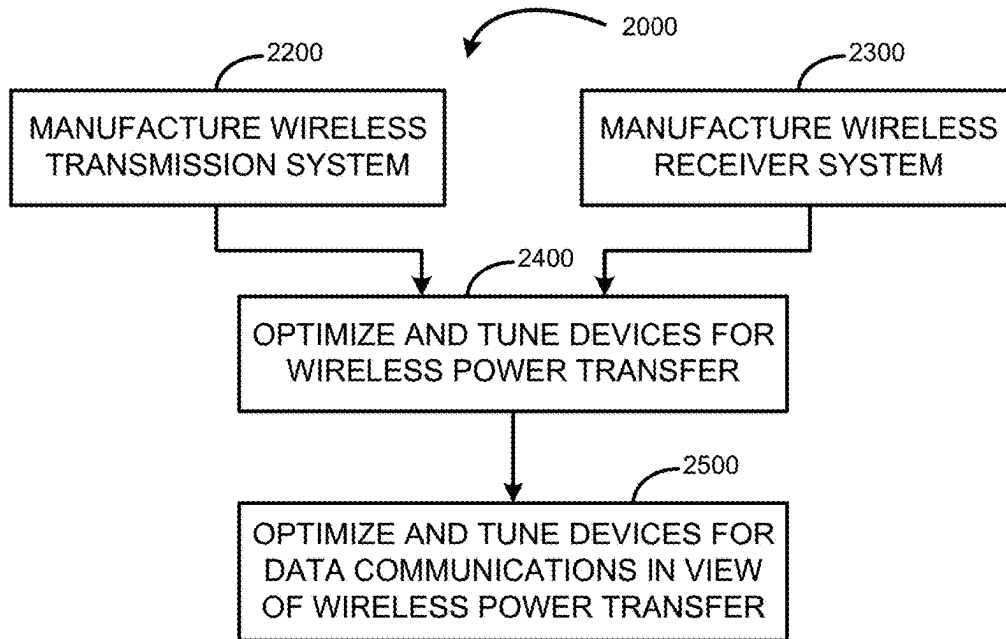 2000
2200
MANUFACTURE WIRELESS
TRANSMISSION SYSTEM
2300
MANUFACTURE WIRELESS
RECEIVER SYSTEM
2400
OPTIMIZE AND TUNE DEVICES FOR
WIRELESS POWER TRANSFER
2500
OPTIMIZE AND TUNE DEVICES FOR
DATA COMMUNICATIONS IN VIEW
OF WIRELESS POWER TRANSFER